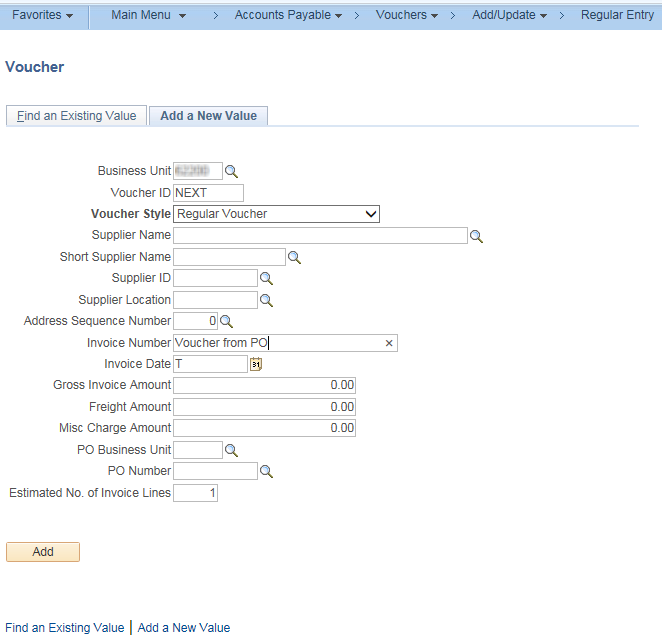 Favorites Main Menu > Accounts Payable > Vouchers > Add/Update > Regular Entry
Voucher
Find an Existing Value Add a New Value
Business Unit
Voucher ID NEXT
Voucher Style Regular Voucher
Supplier Name
Short Supplier Name
Supplier ID
Supplier Location
Address Sequence Number 0
Invoice Number Voucher from PO ×
Invoice Date T 31
Gross Invoice Amount 0.00
Freight Amount 0.00
Misc Charge Amount 0.00
PO Business Unit
PO Number
Estimated No. of Invoice Lines 1
Add
Find an Existing Value | Add a New Value